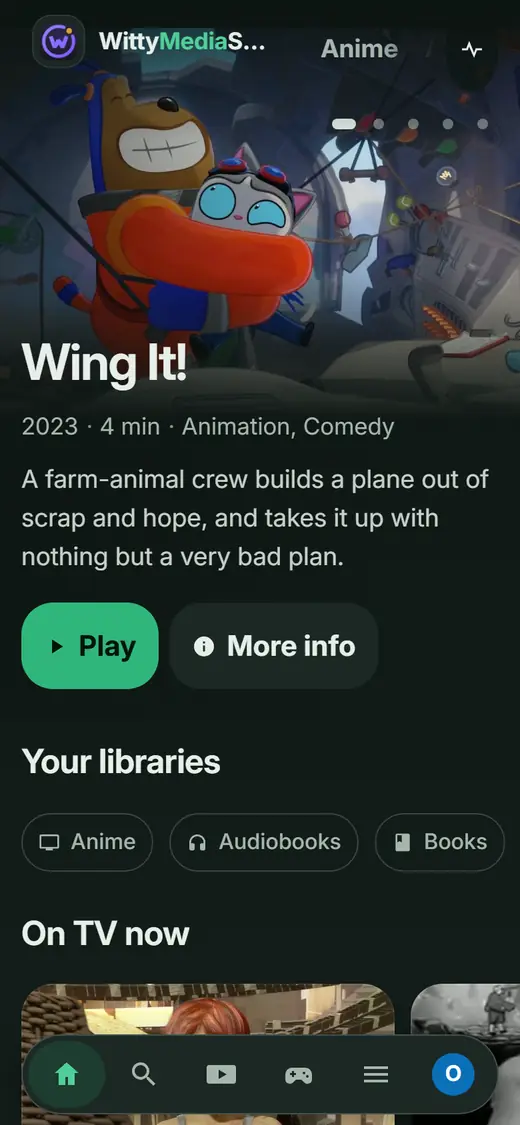 WittyMediaS...
Anime
Wing It!
2023 · 4 min · Animation, Comedy
A farm-animal crew builds a plane out of
scrap and hope, and takes it up with
nothing but a very bad plan.
Play
More info
Your libraries
Anime
Audiobooks
Books
On TV now
O